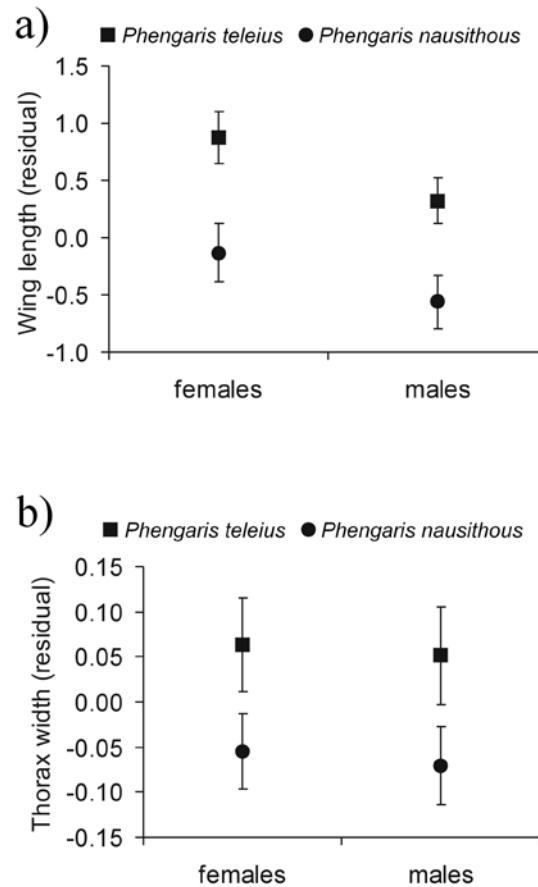 a)
■ Phengaris teleius ● Phengaris nausithous
Wing length (residual)
1.5
1.0
0.5
0.0
-0.5
-1.0
females males
b)
■ Phengaris teleius ● Phengaris nausithous
Thorax width (residual)
0.15
0.10
0.05
0.00
-0.05
-0.10
-0.15
females males